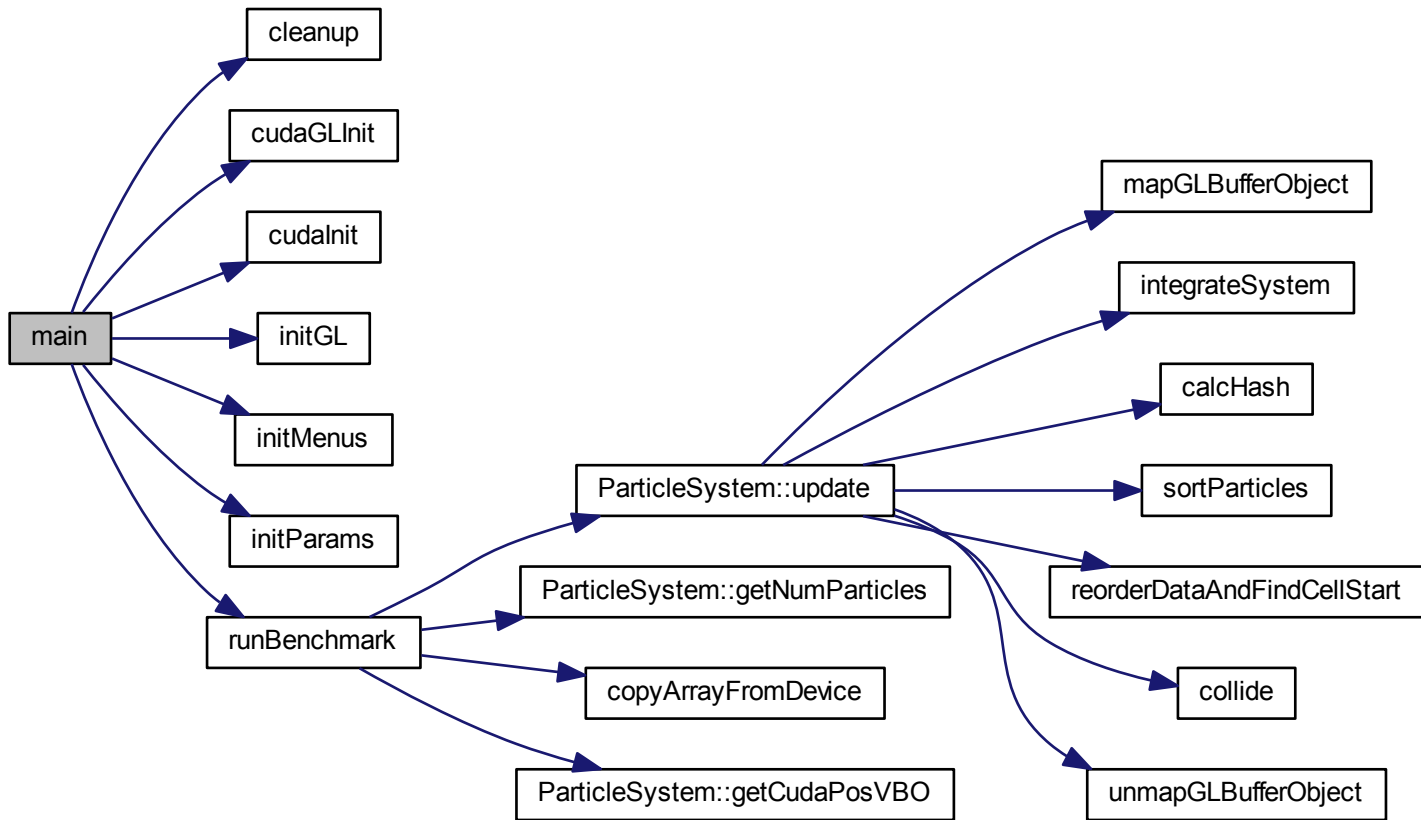 cleanup
cudaGLInit
cudaInit
main
initGL
initMenus
initParams
runBenchmark
ParticleSystem::update
ParticleSystem::getNumParticles
copyArrayFromDevice
ParticleSystem::getCudaPosVBO
mapGLBufferObject
integrateSystem
calcHash
sortParticles
reorderDataAndFindCellStart
collide
unmapGLBufferObject